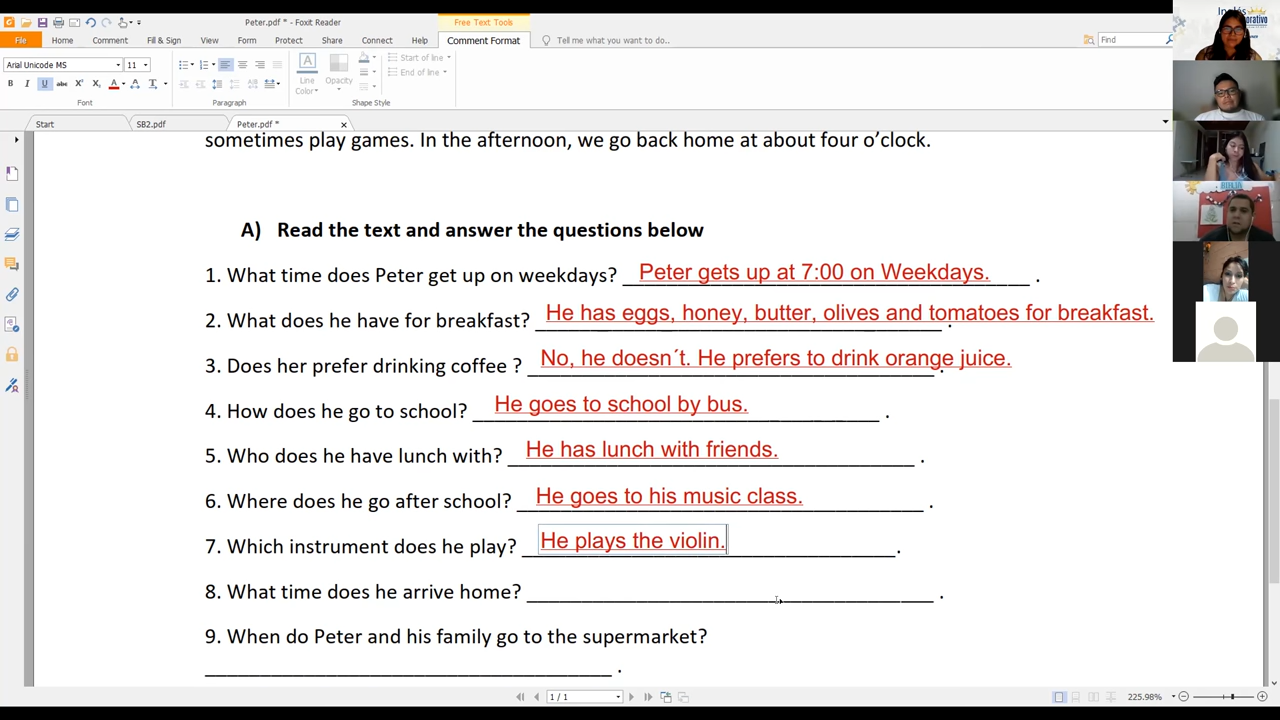 Peter.pdf * - Foxit Reader
Free Text Tools
File Home Comment Fill & Sign View Form Protect Share Connect Help Comment Format Tell me what you want to do.. Find
Arial Unicode MS 11
Line Color Opacity
Start of line
End of line
Font Paragraph Shape Style
Start SB2.pdf Peter.pdf *
sometimes play games. In the afternoon, we go back home at about four o’clock.
A) Read the text and answer the questions below
1. What time does Peter get up on weekdays? Peter gets up at 7:00 on Weekdays. .
2. What does he have for breakfast? He has eggs, honey, butter, olives and tomatoes for breakfast. .
3. Does her prefer drinking coffee ? No, he doesn´t. He prefers to drink orange juice. .
4. How does he go to school? He goes to school by bus. .
5. Who does he have lunch with? He has lunch with friends. .
6. Where does he go after school? He goes to his music class. .
7. Which instrument does he play? He plays the violin. .
8. What time does he arrive home? ______________________________ .
9. When do Peter and his family go to the supermarket?
______________________________ .
1 / 1
225.98%